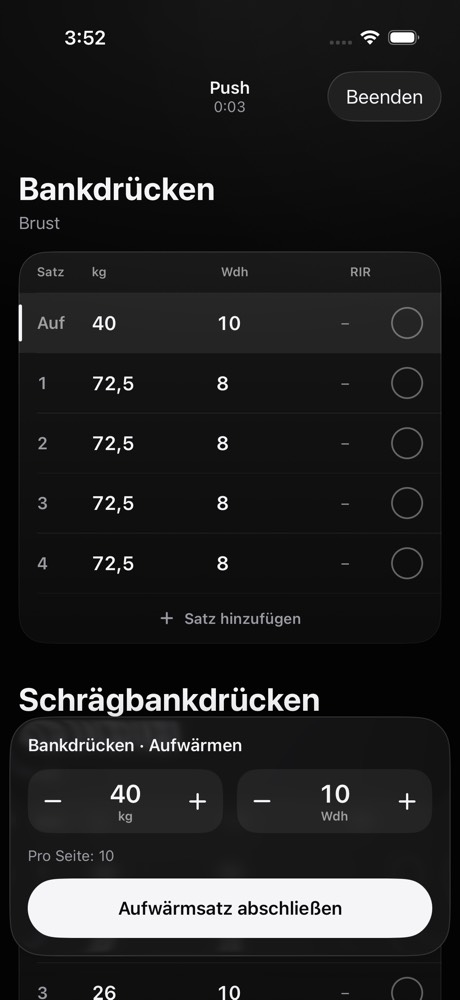 3:52
Push
0:03
Beenden
Bankdrücken
Brust
Satz kg Wdh RIR
Auf 40 10 –
1 72,5 8 –
2 72,5 8 –
3 72,5 8 –
4 72,5 8 –
+ Satz hinzufügen
Schrägbankdrücken
Bankdrücken · Aufwärmen
− 40 + − 10 +
kg Wdh
Pro Seite: 10
Aufwärmsatz abschließen
3 26 10 –